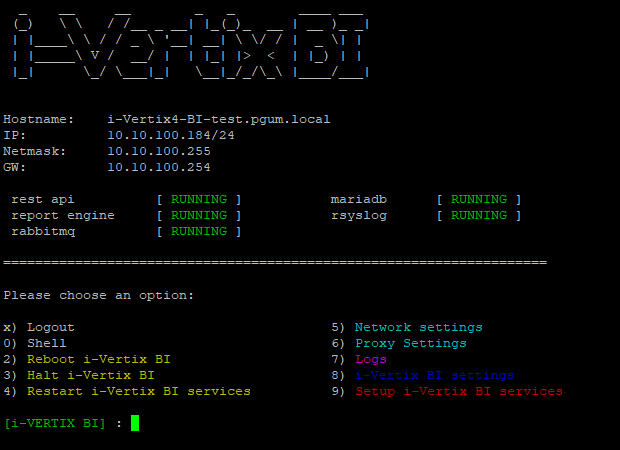 i-Vertix BI
Hostname: i-Vertix4-BI-test.pgum.local
IP: 10.10.100.184/24
Netmask: 10.10.100.255
GW: 10.10.100.254
rest api [ RUNNING ] mariadb [ RUNNING ]
report engine [ RUNNING ] rsyslog [ RUNNING ]
rabbitmq [ RUNNING ]
====================================================================
Please choose an option:
x) Logout 5) Network settings
0) Shell 6) Proxy Settings
2) Reboot i-Vertix BI 7) Logs
3) Halt i-Vertix BI 8) i-Vertix BI settings
4) Restart i-Vertix BI services 9) Setup i-Vertix BI services
[i-VERTIX BI] :